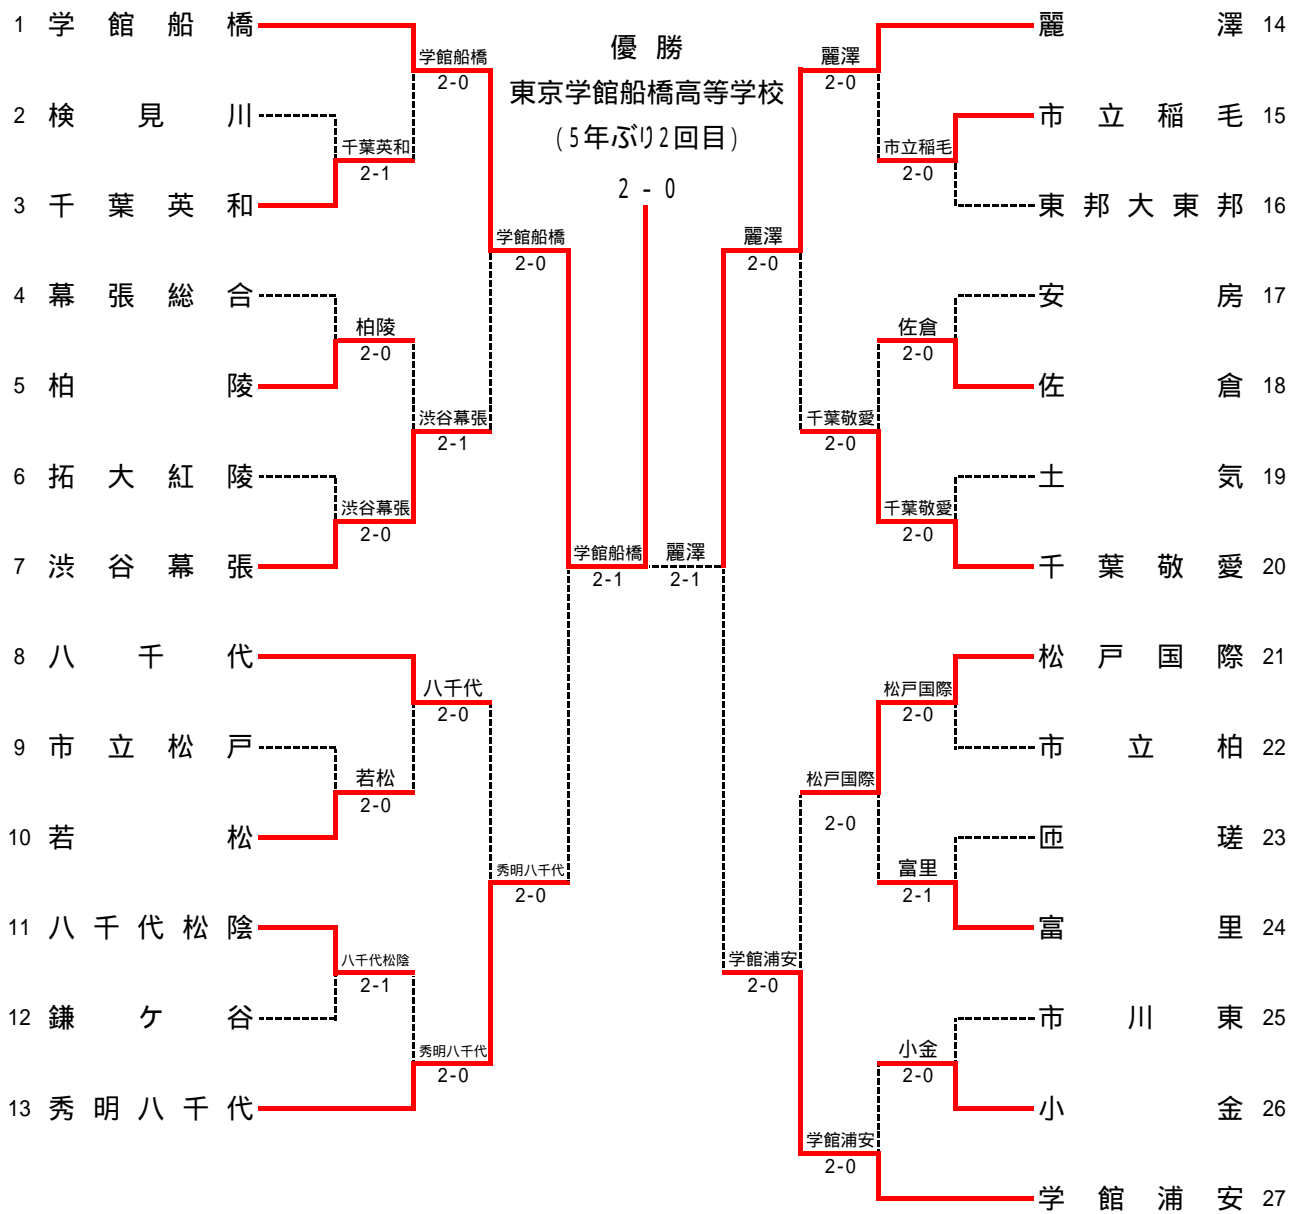 優勝
東京学館船橋高等学校
(5年ぶり2回目)
2 - 0
1 学館船橋
2 検見川
3 千葉英和
4 幕張総合
5 柏陵
6 拓大紅陵
7 渋谷幕張
8 八千代
9 市立松戸
10 若松
11 八千代松陰
12 鎌ケ谷
13 秀明八千代
千葉英和
2-1
柏陵
2-0
渋谷幕張
2-0
若松
2-0
八千代松陰
2-1
学館船橋
2-0
渋谷幕張
2-1
八千代
2-0
秀明八千代
2-0
学館船橋
2-0
秀明八千代
2-0
学館船橋
2-1
麗澤
2-1
麗澤
2-0
学館浦安
2-0
麗澤
2-0
千葉敬愛
2-0
松戸国際
2-0
学館浦安
2-0
市立稲毛
2-0
佐倉
2-0
千葉敬愛
2-0
松戸国際
2-0
富里
2-1
小金
2-0
麗澤 14
市立稲毛 15
東邦大東邦 16
安房 17
佐倉 18
土気 19
千葉敬愛 20
松戸国際 21
市立柏 22
匝瑳 23
富里 24
市川東 25
小金 26
学館浦安 27